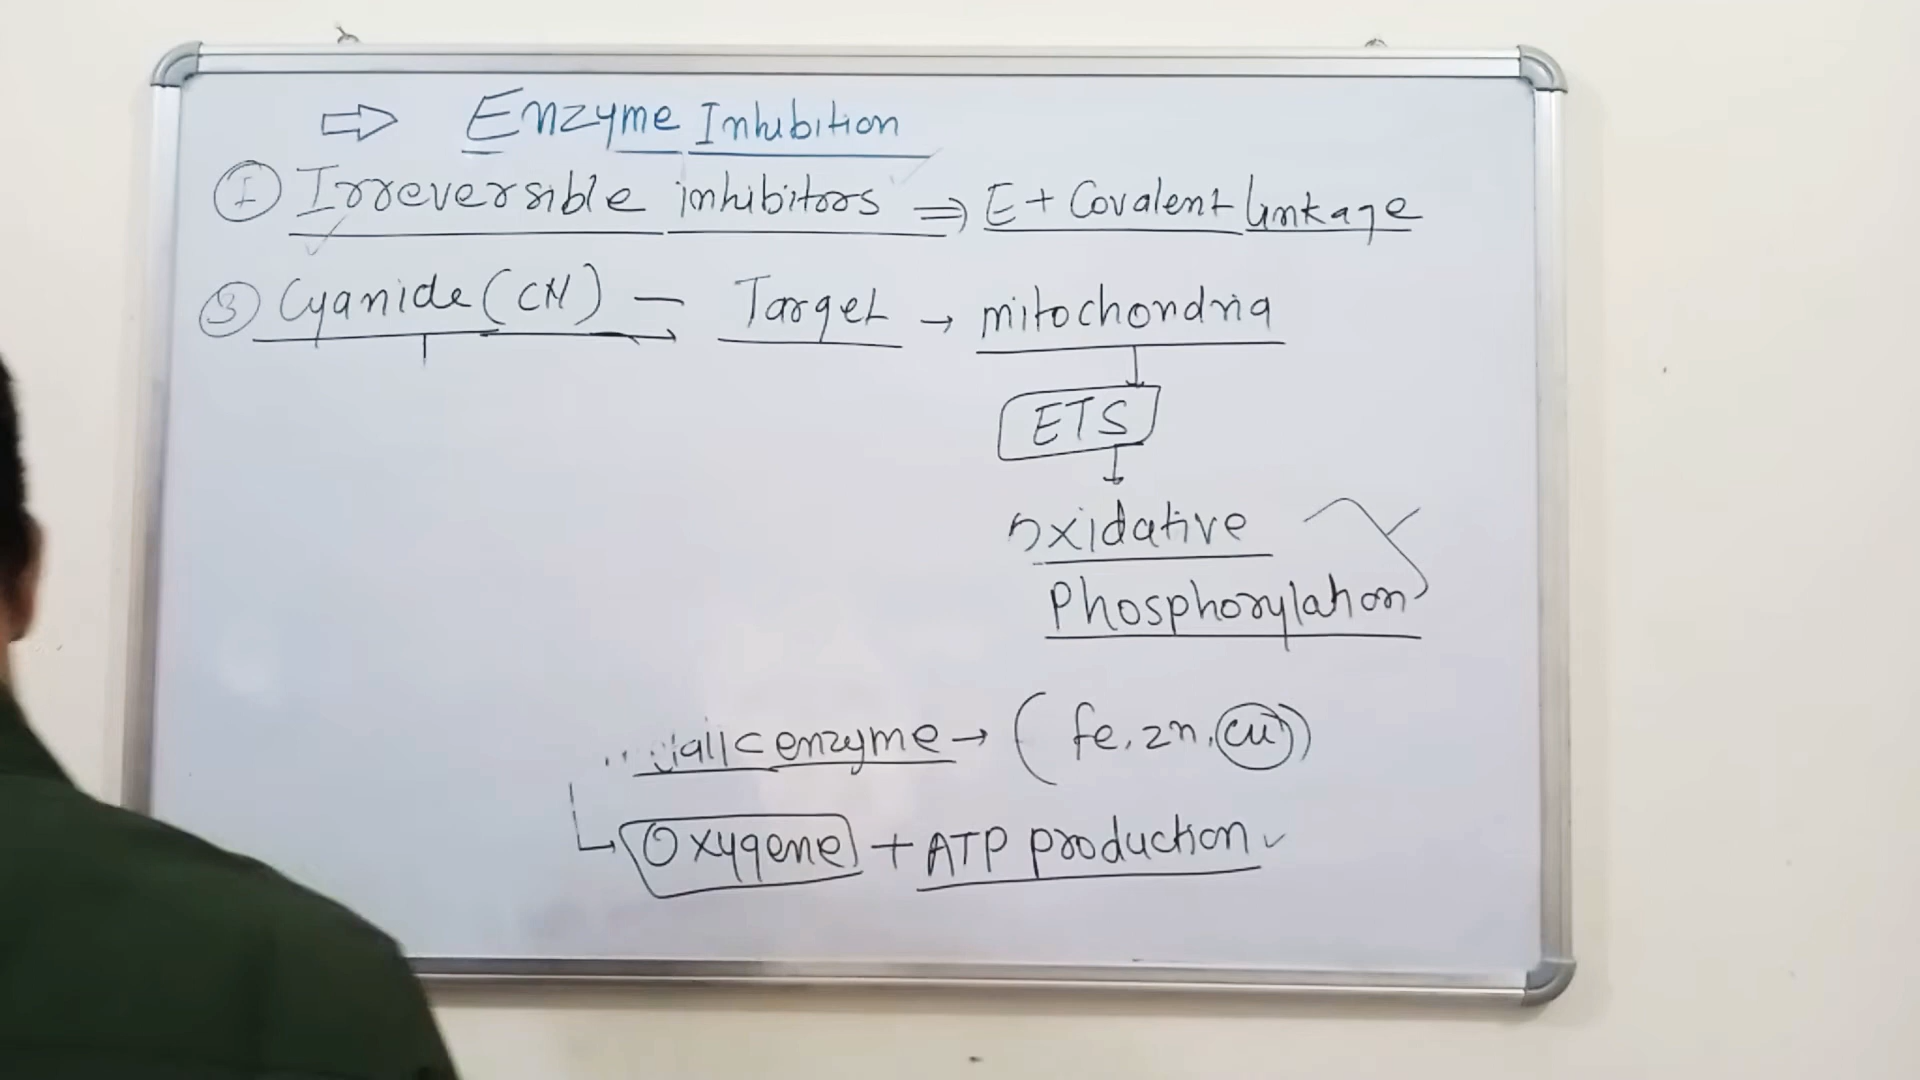 ⇨ Enzyme Inhibition
① Irreversible inhibitors ⇒ E + Covalent linkage
③ Cyanide (CN) — Target → mitochondria
ETS
oxidative
Phosphorylation
enzyme → (fe, zn, cu)
Oxygene + ATP production ✓